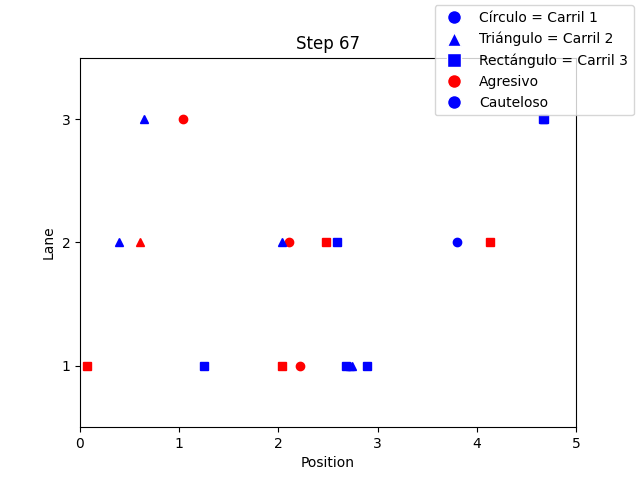 Step 67
Círculo = Carril 1
Triángulo = Carril 2
Rectángulo = Carril 3
Agresivo
Cauteloso
Lane
3
2
1
0 1 2 3 4 5
Position